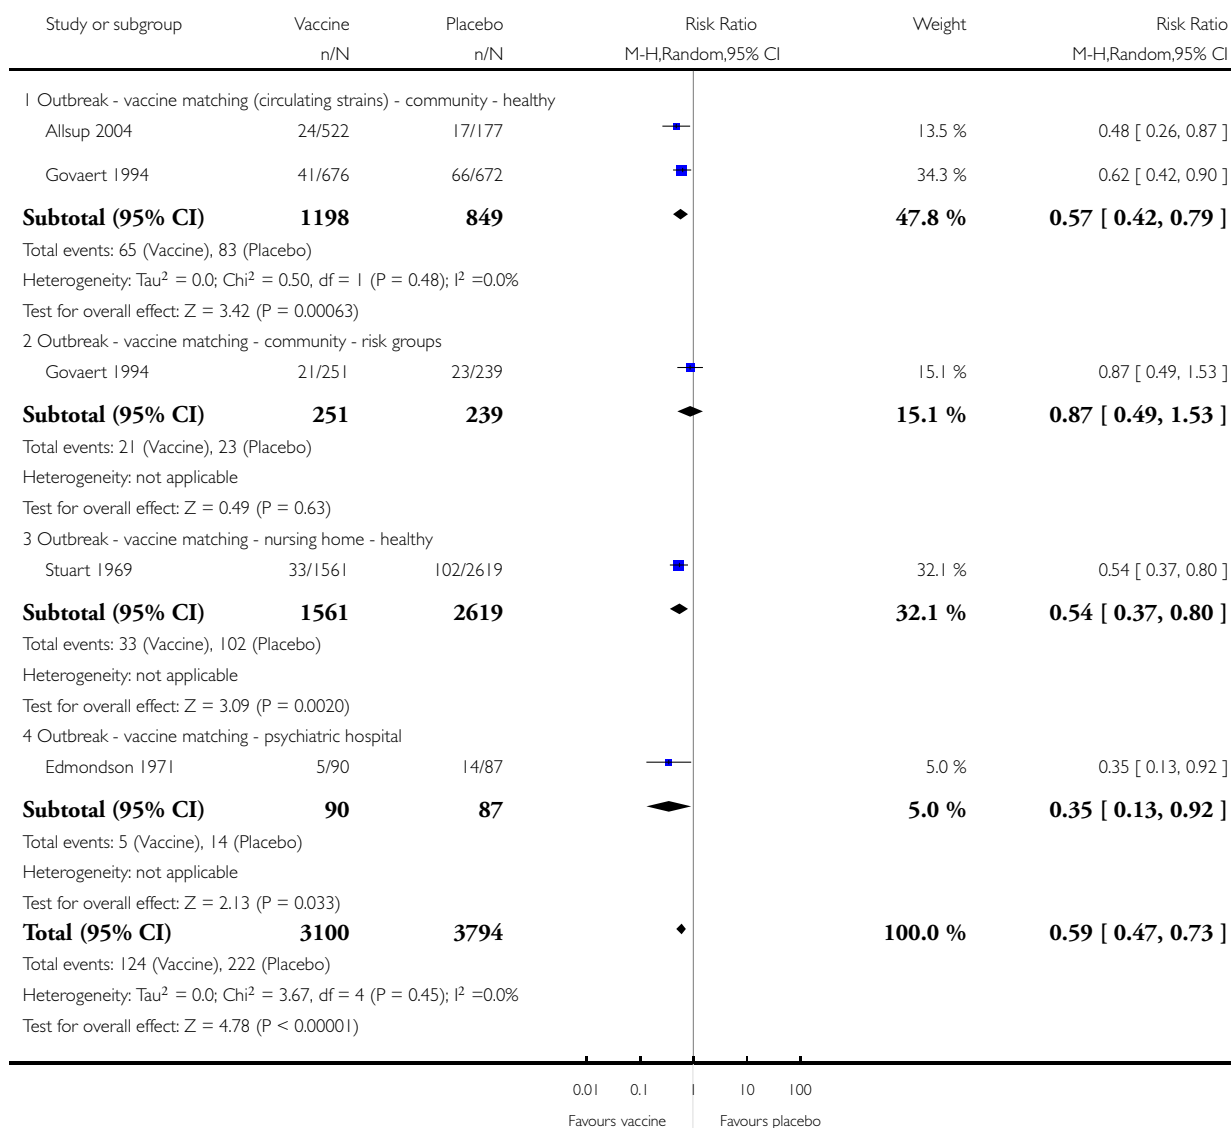 Study or subgroup Vaccine Placebo Risk Ratio Weight Risk Ratio
n/N n/N M-H,Random,95% CI M-H,Random,95% CI
1 Outbreak - vaccine matching (circulating strains) - community - healthy
Allsup 2004 24/522 17/177 13.5 % 0.48 [ 0.26, 0.87 ]
Govaert 1994 41/676 66/672 34.3 % 0.62 [ 0.42, 0.90 ]
Subtotal (95% CI) 1198 849 47.8 % 0.57 [ 0.42, 0.79 ]
Total events: 65 (Vaccine), 83 (Placebo)
Heterogeneity: Tau² = 0.0; Chi² = 0.50, df = 1 (P = 0.48); I² =0.0%
Test for overall effect: Z = 3.42 (P = 0.00063)
2 Outbreak - vaccine matching - community - risk groups
Govaert 1994 21/251 23/239 15.1 % 0.87 [ 0.49, 1.53 ]
Subtotal (95% CI) 251 239 15.1 % 0.87 [ 0.49, 1.53 ]
Total events: 21 (Vaccine), 23 (Placebo)
Heterogeneity: not applicable
Test for overall effect: Z = 0.49 (P = 0.63)
3 Outbreak - vaccine matching - nursing home - healthy
Stuart 1969 33/1561 102/2619 32.1 % 0.54 [ 0.37, 0.80 ]
Subtotal (95% CI) 1561 2619 32.1 % 0.54 [ 0.37, 0.80 ]
Total events: 33 (Vaccine), 102 (Placebo)
Heterogeneity: not applicable
Test for overall effect: Z = 3.09 (P = 0.0020)
4 Outbreak - vaccine matching - psychiatric hospital
Edmondson 1971 5/90 14/87 5.0 % 0.35 [ 0.13, 0.92 ]
Subtotal (95% CI) 90 87 5.0 % 0.35 [ 0.13, 0.92 ]
Total events: 5 (Vaccine), 14 (Placebo)
Heterogeneity: not applicable
Test for overall effect: Z = 2.13 (P = 0.033)
Total (95% CI) 3100 3794 100.0 % 0.59 [ 0.47, 0.73 ]
Total events: 124 (Vaccine), 222 (Placebo)
Heterogeneity: Tau² = 0.0; Chi² = 3.67, df = 4 (P = 0.45); I² =0.0%
Test for overall effect: Z = 4.78 (P < 0.00001)
0.01 0.1 1 10 100
Favours vaccine Favours placebo